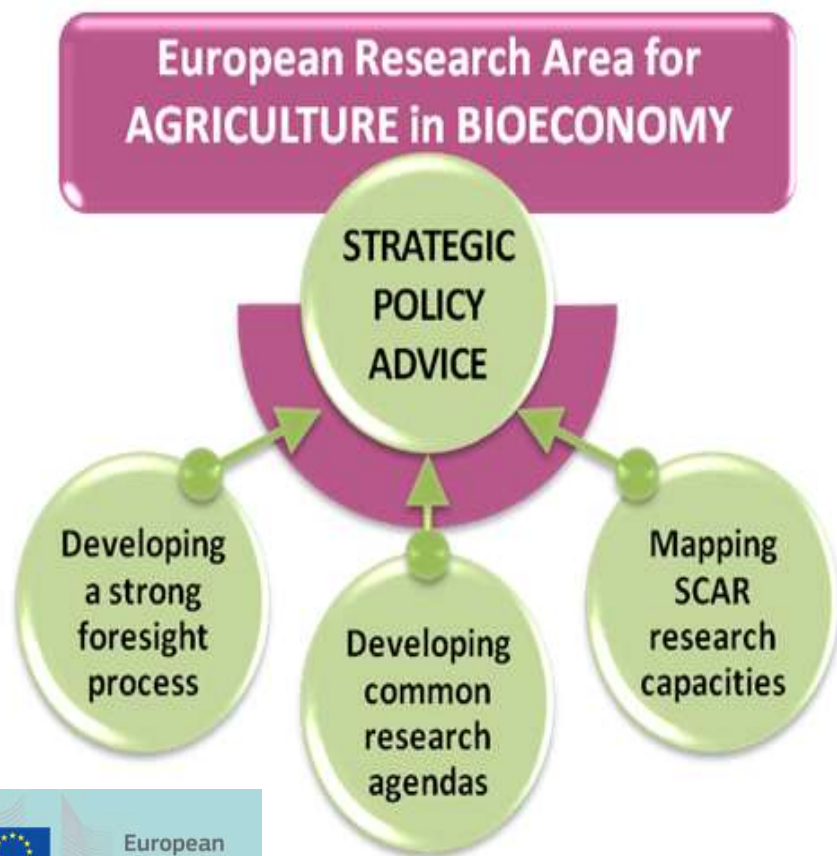 European Research Area for
AGRICULTURE in BIOECONOMY
STRATEGIC
POLICY
ADVICE
Developing
a strong
foresight
process
Developing
common
research
agendas
Mapping
SCAR
research
capacities
European